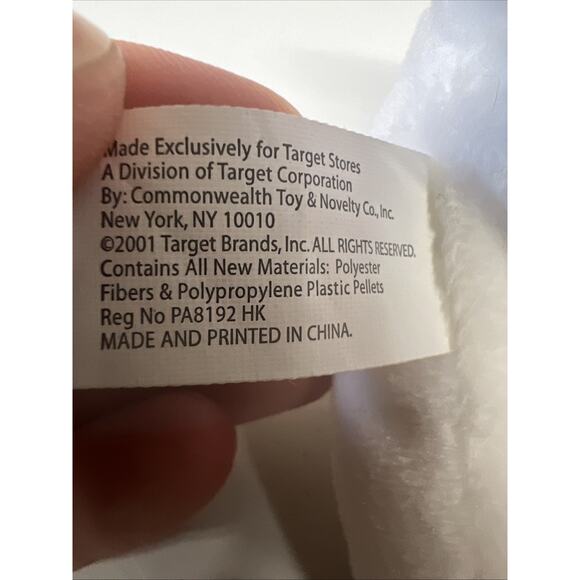 Made Exclusively for Target Stores
A Division of Target Corporation
By: Commonwealth Toy & Novelty Co., Inc.
New York, NY 10010
©2001 Target Brands, Inc. ALL RIGHTS RESERVED.
Contains All New Materials: Polyester
Fibers & Polypropylene Plastic Pellets
Reg No PA8192 HK
MADE AND PRINTED IN CHINA.